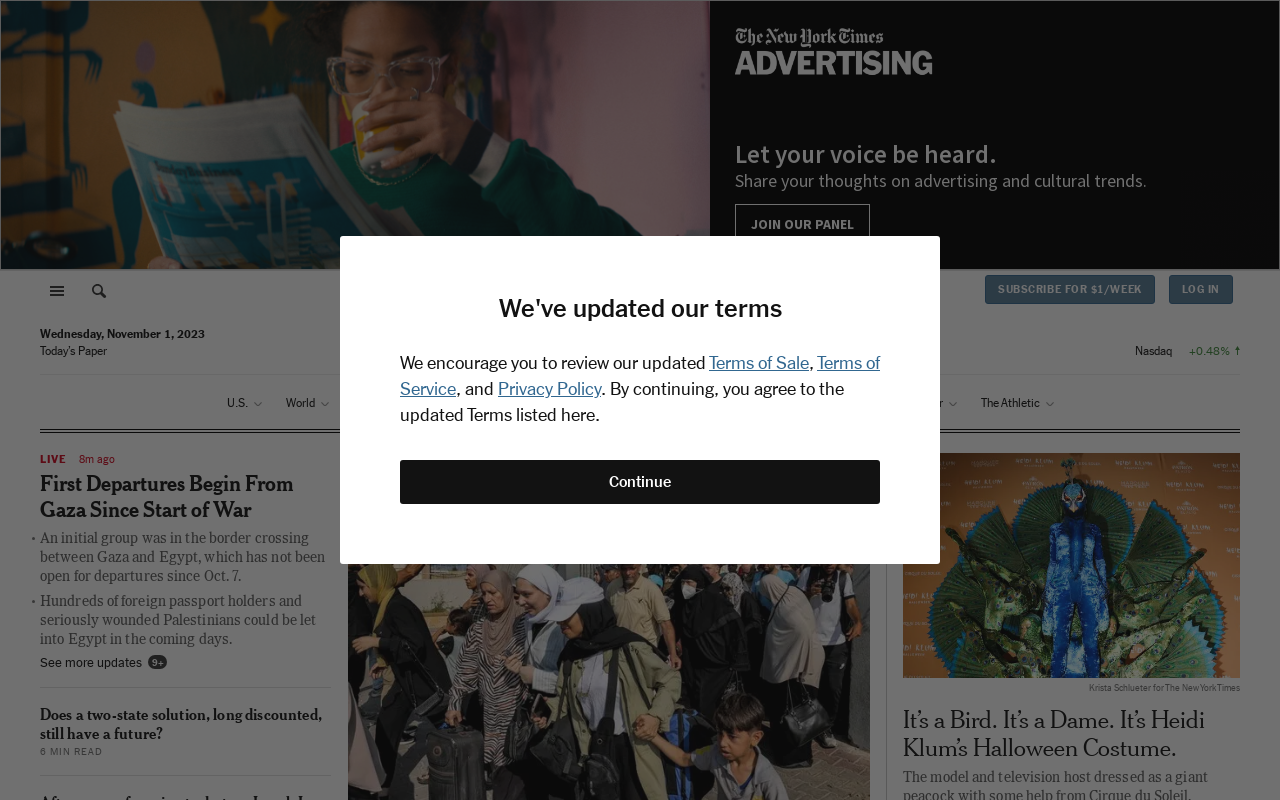 The New York Times
ADVERTISING
Let your voice be heard.
Share your thoughts on advertising and cultural trends.
JOIN OUR PANEL
SUBSCRIBE FOR $1/WEEK
LOG IN
Wednesday, November 1, 2023
Today's Paper
Nasdaq +0.48% ↑
U.S.
World
The Athletic
We've updated our terms
We encourage you to review our updated Terms of Sale, Terms of
Service, and Privacy Policy. By continuing, you agree to the
updated Terms listed here.
Continue
LIVE 8m ago
First Departures Begin From
Gaza Since Start of War
• An initial group was in the border crossing
between Gaza and Egypt, which has not been
open for departures since Oct. 7.
• Hundreds of foreign passport holders and
seriously wounded Palestinians could be let
into Egypt in the coming days.
See more updates 9+
Does a two-state solution, long discounted,
still have a future?
6 MIN READ
Krista Schlueter for The New York Times
It's a Bird. It's a Dame. It's Heidi
Klum's Halloween Costume.
The model and television host dressed as a giant
peacock with some help from Cirque du Soleil.